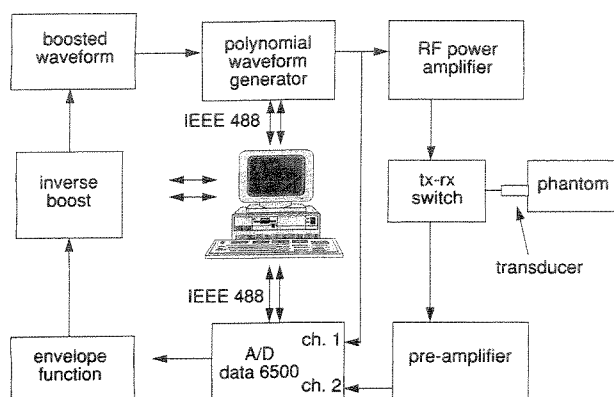 boosted
waveform
polynomial
waveform
generator
RF power
amplifier
IEEE 488
inverse
boost
tx-rx
switch
phantom
transducer
IEEE 488
envelope
function
A/D
data 6500
ch. 1
ch. 2
pre-amplifier